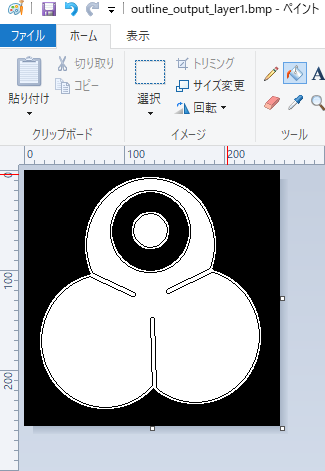 outline_output_layer1.bmp - ペイント
ファイル ホーム 表示
貼り付け
切り取り
コピー
クリップボード
選択
トリミング
サイズ変更
回転
イメージ
A
ツール
0 100 200
0
100
200